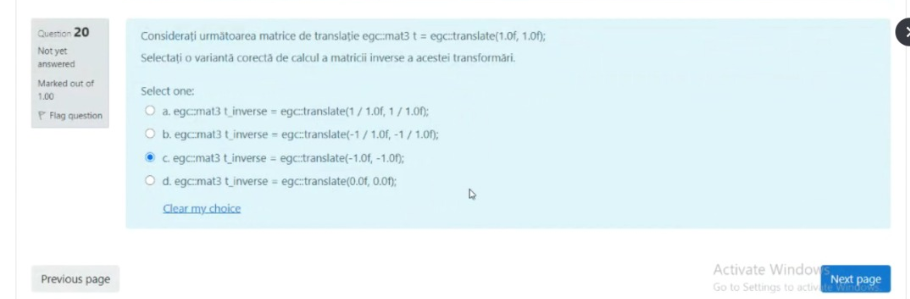 Question 20
Not yet
answered
Marked out of
1.00
Flag question
Considerați următoarea matrice de translație egc::mat3 t = egc::translate(1.0f, 1.0f);
Selectați o variantă corectă de calcul a matricii inverse a acestei transformări.
Select one:
a. egc::mat3 t_inverse = egc::translate(1 / 1.0f, 1 / 1.0f);
b. egc::mat3 t_inverse = egc::translate(-1 / 1.0f, -1 / 1.0f);
c. egc::mat3 t_inverse = egc::translate(-1.0f, -1.0f);
d. egc::mat3 t_inverse = egc::translate(0.0f, 0.0f);
Clear my choice
Previous page
Activate Windows
Go to Settings to activate Windows.
Next page